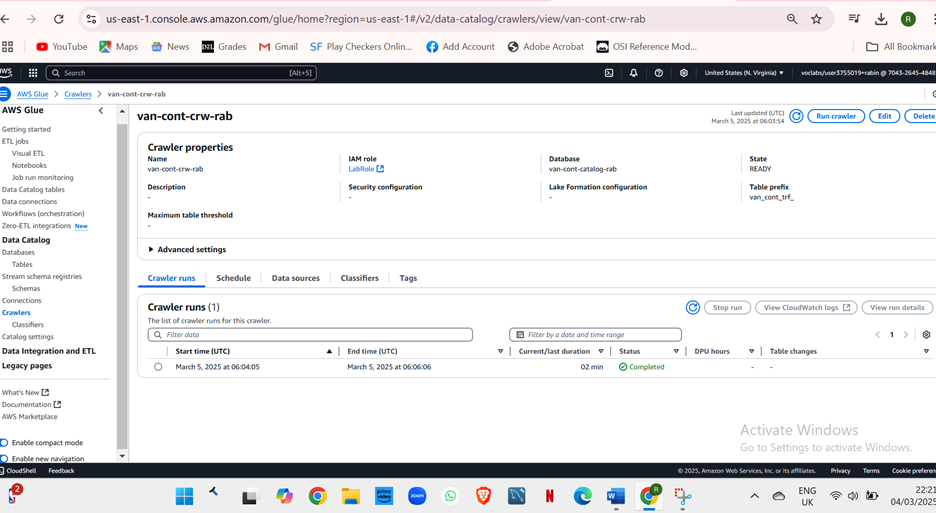 us-east-1.console.aws.amazon.com/glue/home?region=us-east-1#/v2/data-catalog/crawlers/view/van-cont-crw-rab
R
YouTube Maps News DZL Grades Gmail SF Play Checkers Onlin... Add Account Adobe Acrobat OSI Reference Mod... All Bookmark
aws Search [Alt+S] United States (N. Virginia) voclabs/user3755019=rabin @ 7043-2645-4848
AWS Glue > Crawlers > van-cont-crw-rab
AWS Glue
Getting started
ETL jobs
Visual ETL
Notebooks
Job run monitoring
Data Catalog tables
Data connections
Workflows (orchestration)
Zero-ETL integrations New
Data Catalog
Databases
Tables
Stream schema registries
Schemas
Connections
Crawlers
Classifiers
Catalog settings
Data Integration and ETL
Legacy pages
What's New
Documentation
AWS Marketplace
Enable compact mode
Enable new navigation
van-cont-crw-rab
Last updated (UTC)
March 5, 2025 at 06:03:54
Run crawler Edit Delete
Crawler properties
Name IAM role Database State
van-cont-crw-rab LabRole van-cont-catalog-rab READY
Description Security configuration Lake Formation configuration Table prefix
- - - van_cont_trf_
Maximum table threshold
-
Advanced settings
Crawler runs Schedule Data sources Classifiers Tags
Crawler runs (1)
Stop run View CloudWatch logs View run details
The list of crawler runs for this crawler.
Filter data Filter by a date and time range < 1 >
Start time (UTC) End time (UTC) Current/last duration Status DPU hours Table changes
March 5, 2025 at 06:04:05 March 5, 2025 at 06:06:06 02 min Completed - -
Activate Windows
Go to Settings to activate Windows.
CloudShell Feedback © 2025, Amazon Web Services, Inc. or its affiliates. Privacy Terms Cookie preferen
2 prime video zoom N W R ENG 22:21
UK 04/03/2025